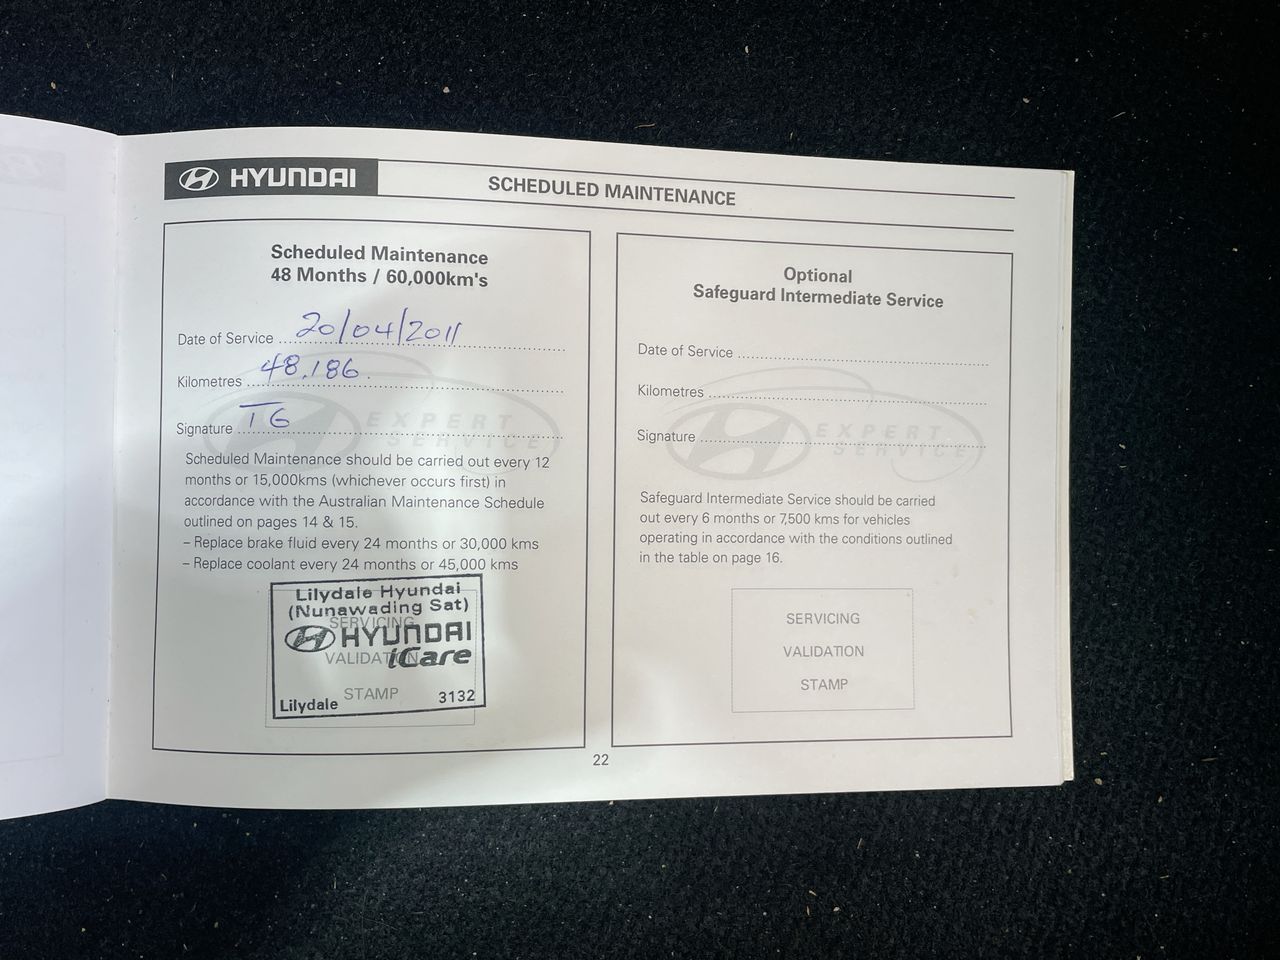 HYUNDAI
SCHEDULED MAINTENANCE
Scheduled Maintenance
48 Months / 60,000km's
Date of Service 20/04/2011
Kilometres 48,186
Signature TG
EXPERT
SERVICE
Scheduled Maintenance should be carried out every 12
months or 15,000kms (whichever occurs first) in
accordance with the Australian Maintenance Schedule
outlined on pages 14 & 15.
– Replace brake fluid every 24 months or 30,000 kms
– Replace coolant every 24 months or 45,000 kms
Lilydale Hyundai
(Nunawading Sat)
SERVICING
HYUNDAI
VALIDATION
iCare
STAMP
Lilydale 3132
Optional
Safeguard Intermediate Service
Date of Service
Kilometres
Signature
EXPERT
SERVICE
Safeguard Intermediate Service should be carried
out every 6 months or 7,500 kms for vehicles
operating in accordance with the conditions outlined
in the table on page 16.
SERVICING
VALIDATION
STAMP
22